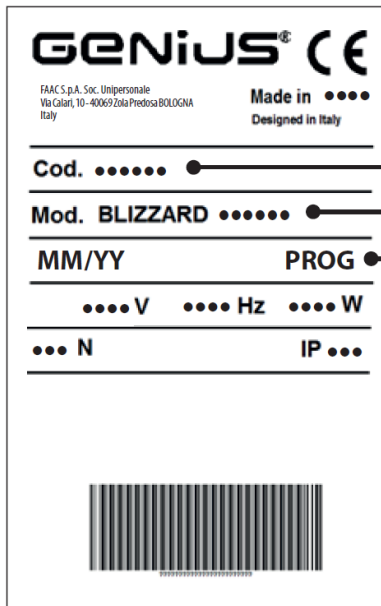 GENiUS® CE
FAAC S.p.A. Soc. Unipersonale
Via Calari, 10 - 40069 Zola Predosa BOLOGNA
Italy
Made in ••••
Designed in Italy
Cod. ••••••
Mod. BLIZZARD ••••••
MM/YY PROG
••••V ••••Hz ••••W
••• N IP •••